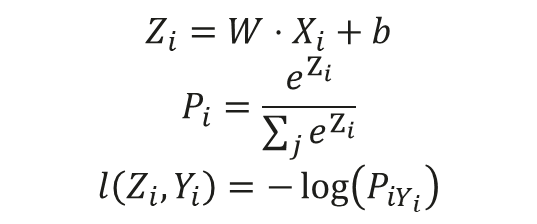 Z_i = W · X_i + b
P_i = e^{Z_i} / ∑_j e^{Z_i}
l(Z_i, Y_i) = −log(P_{iY_i})